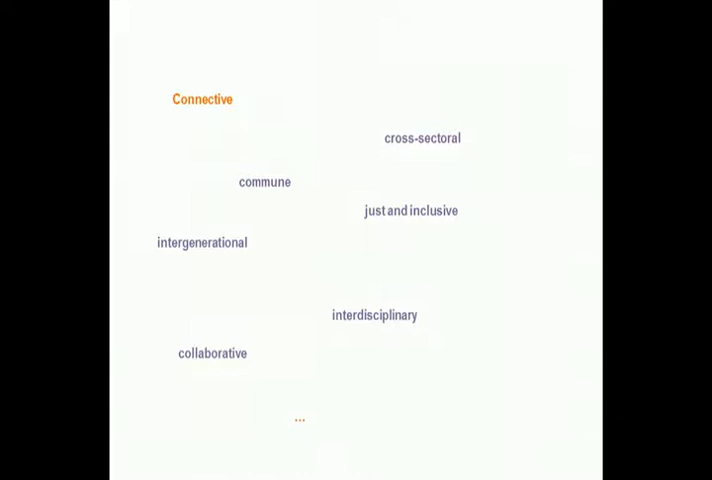 Connective
cross-sectoral
commune
just and inclusive
intergenerational
interdisciplinary
collaborative
...